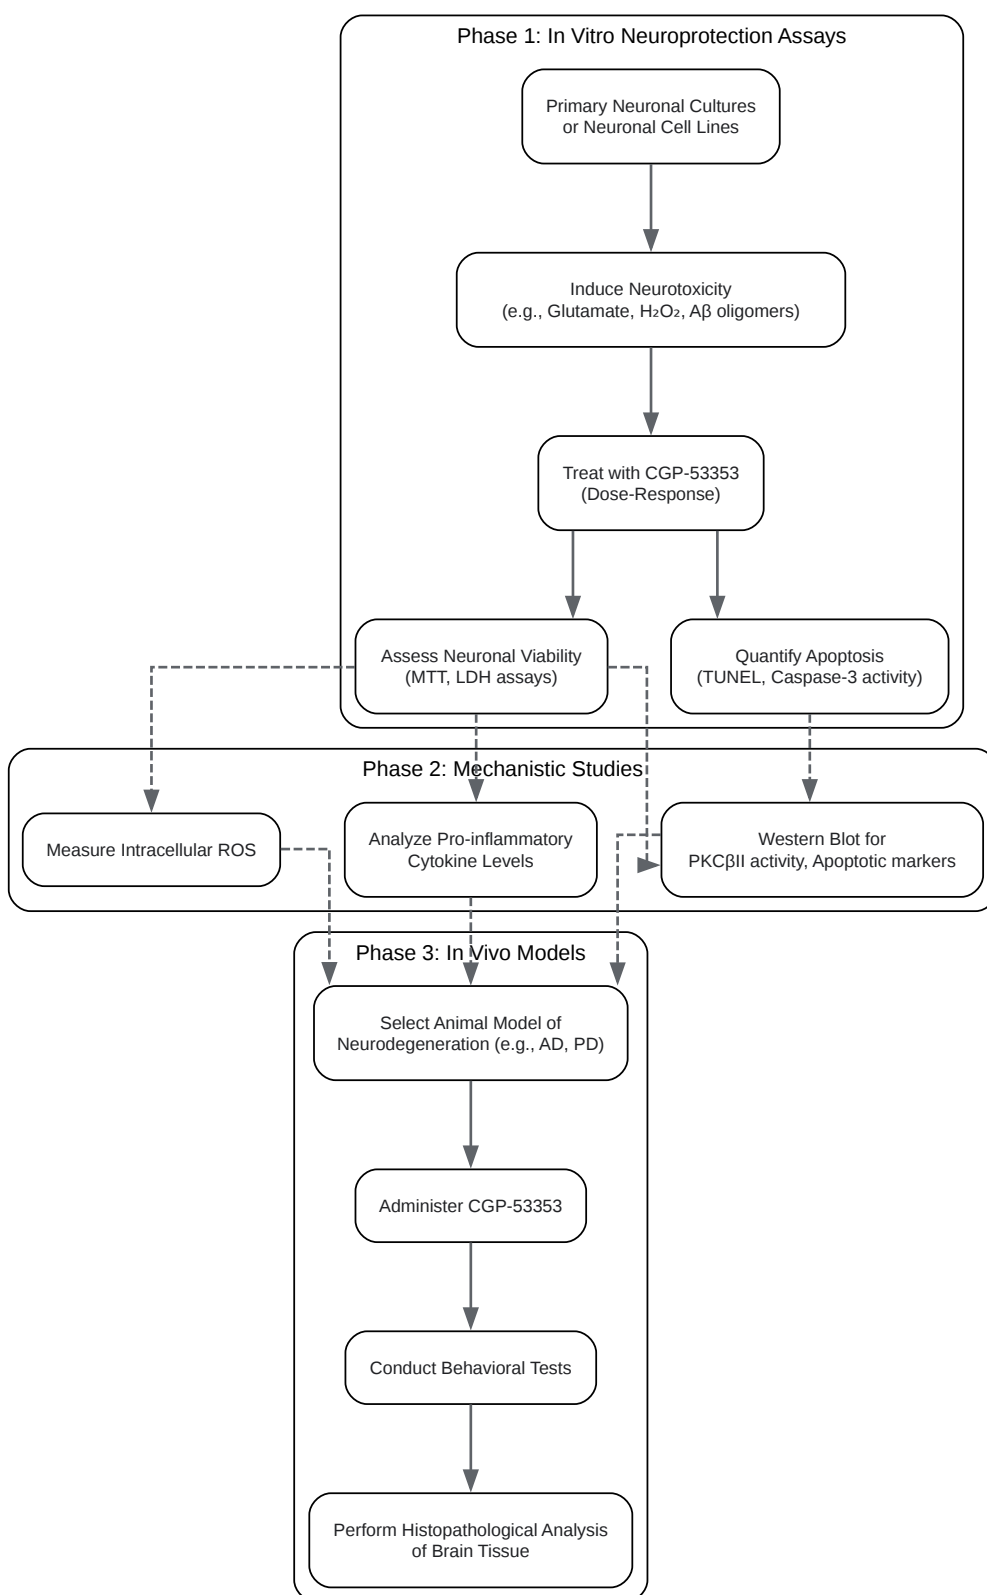 Phase 1: In Vitro Neuroprotection Assays
Primary Neuronal Cultures
or Neuronal Cell Lines
Induce Neurotoxicity
(e.g., Glutamate, H₂O₂, Aβ oligomers)
Treat with CGP-53353
(Dose-Response)
Assess Neuronal Viability
(MTT, LDH assays)
Quantify Apoptosis
(TUNEL, Caspase-3 activity)
Phase 2: Mechanistic Studies
Measure Intracellular ROS
Analyze Pro-inflammatory
Cytokine Levels
Western Blot for
PKCβII activity, Apoptotic markers
Phase 3: In Vivo Models
Select Animal Model of
Neurodegeneration (e.g., AD, PD)
Administer CGP-53353
Conduct Behavioral Tests
Perform Histopathological Analysis
of Brain Tissue